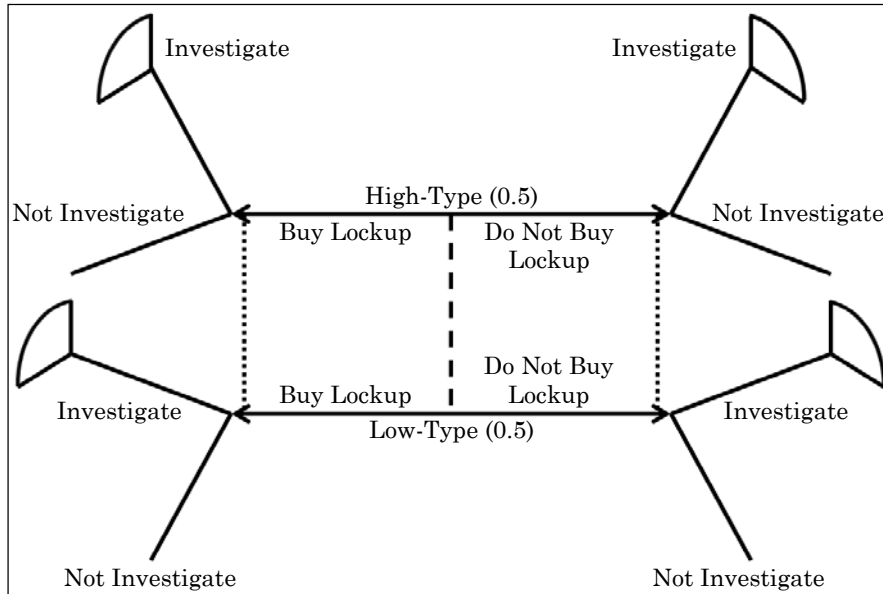 Investigate
Investigate
Not Investigate
High-Type (0.5)
Not Investigate
Buy Lockup
Do Not Buy
Lockup
Investigate
Buy Lockup
Do Not Buy
Lockup
Investigate
Low-Type (0.5)
Not Investigate
Not Investigate